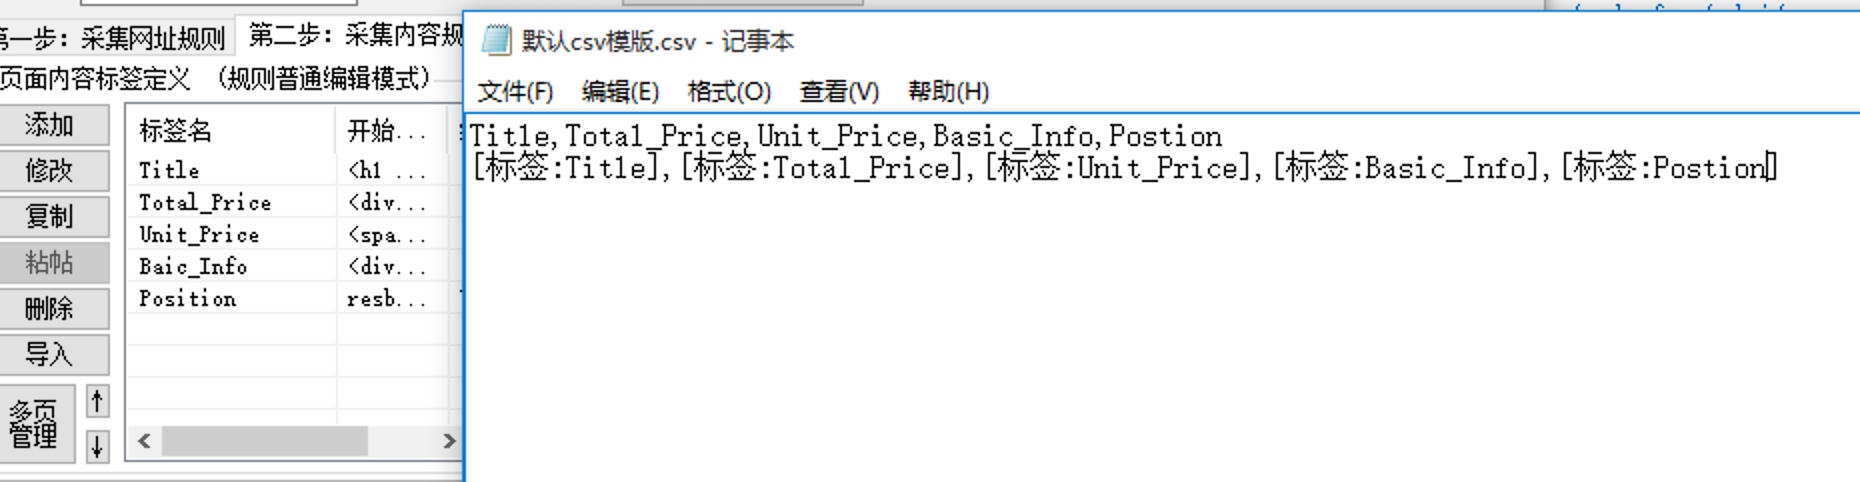 第一步：采集网址规则
第二步：采集内容规
页面内容标签定义 （规则普通编辑模式）
添加
修改
复制
粘帖
删除
导入
多页
管理
↑
↓
标签名 开始...
Title <h1 ...
Total_Price <div...
Unit_Price <spa...
Baic_Info <div...
Position resb...
默认csv模版.csv - 记事本
文件(F) 编辑(E) 格式(O) 查看(V) 帮助(H)
Title,Total_Price,Unit_Price,Basic_Info,Postion
[标签:Title],[标签:Total_Price],[标签:Unit_Price],[标签:Basic_Info],[标签:Postion]